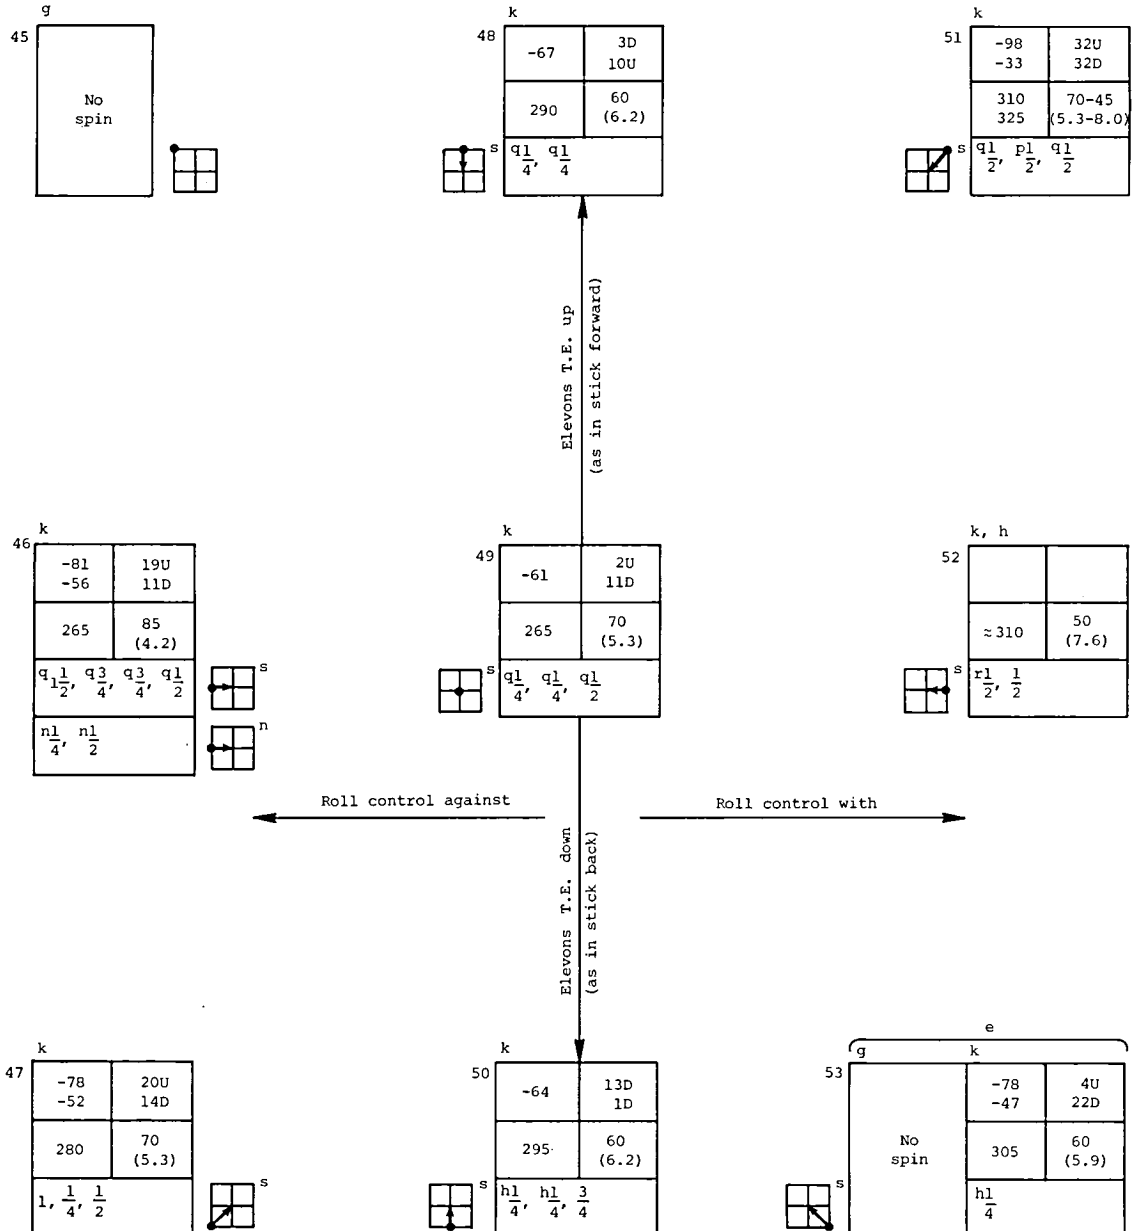 g
45
No
spin
k
48
-67
3D
10U
290
60
(6.2)
s
q1/4, q1/4
k
51
-98
-33
32U
32D
310
325
70-45
(5.3-8.0)
s
q1/2, p1/2, q1/2
Elevons T.E. up
(as in stick forward)
k
46
-81
-56
19U
11D
265
85
(4.2)
q1 1/2, q3/4, q3/4, q1/2
s
n1/4, n1/2
n
k
49
-61
2U
11D
265
70
(5.3)
s
q1/4, q1/4, q1/2
k, h
52
≈310
50
(7.6)
s
r1/2, 1/2
Roll control against
Roll control with
Elevons T.E. down
(as in stick back)
k
47
-78
-52
20U
14D
280
70
(5.3)
1, 1/4, 1/2
s
k
50
-64
13D
1D
295
60
(6.2)
s
h1/4, h1/4, 3/4
e
g
k
53
No
spin
-78
-47
4U
22D
305
60
(5.9)
s
h1/4